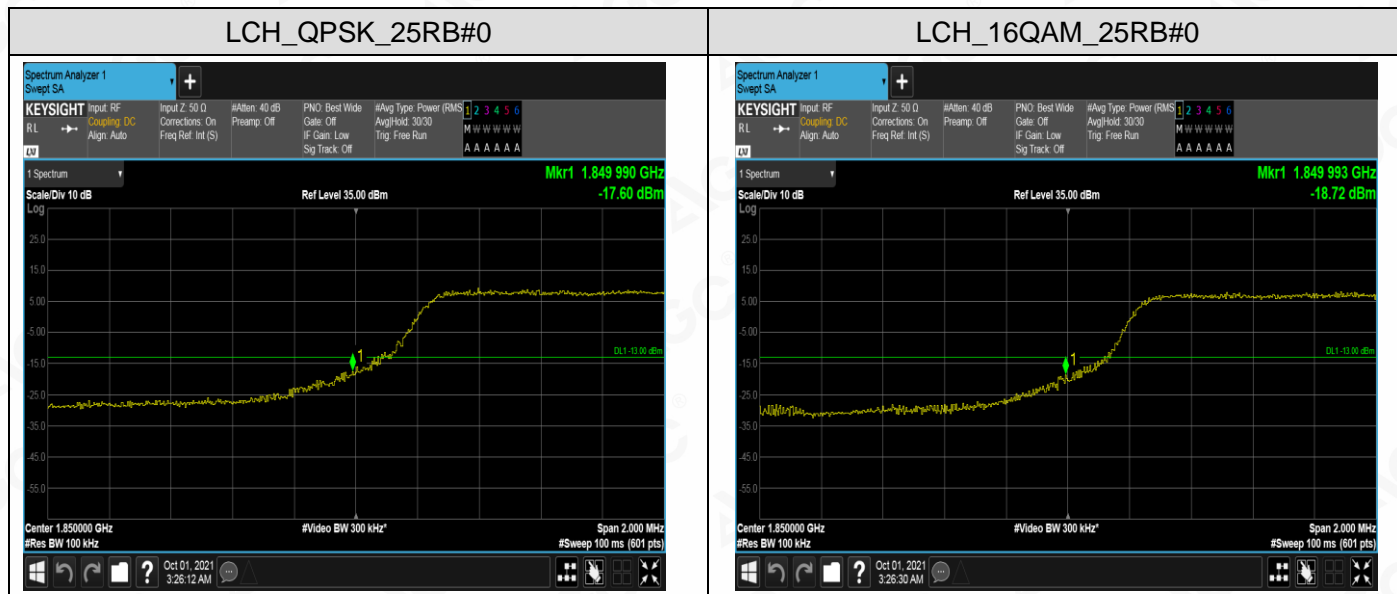 LCH_QPSK_25RB#0
Spectrum Analyzer 1
Swept SA
+
KEYSIGHT
RL
LXI
Input: RF
Coupling: DC
Align: Auto
Input Z: 50 Ω
Corrections: On
Freq Ref: Int (S)
#Atten: 40 dB
Preamp: Off
PNO: Best Wide
Gate: Off
IF Gain: Low
Sig Track: Off
#Avg Type: Power (RMS
Avg|Hold: 30/30
Trig: Free Run
1 2 3 4 5 6
M W W W W W
A A A A A A
1 Spectrum
Scale/Div 10 dB
Ref Level 35.00 dBm
Mkr1 1.849 990 GHz
-17.60 dBm
Log
25.0
15.0
5.00
-5.00
-15.0
-25.0
-35.0
-45.0
-55.0
1
DL1 -13.00 dBm
Center 1.850000 GHz
#Video BW 300 kHz*
Span 2.000 MHz
#Res BW 100 kHz
#Sweep 100 ms (601 pts)
?
Oct 01, 2021
3:26:12 AM
LCH_16QAM_25RB#0
Spectrum Analyzer 1
Swept SA
+
KEYSIGHT
RL
LXI
Input: RF
Coupling: DC
Align: Auto
Input Z: 50 Ω
Corrections: On
Freq Ref: Int (S)
#Atten: 40 dB
Preamp: Off
PNO: Best Wide
Gate: Off
IF Gain: Low
Sig Track: Off
#Avg Type: Power (RMS
Avg|Hold: 30/30
Trig: Free Run
1 2 3 4 5 6
M W W W W W
A A A A A A
1 Spectrum
Scale/Div 10 dB
Ref Level 35.00 dBm
Mkr1 1.849 993 GHz
-18.72 dBm
Log
25.0
15.0
5.00
-5.00
-15.0
-25.0
-35.0
-45.0
-55.0
1
DL1 -13.00 dBm
Center 1.850000 GHz
#Video BW 300 kHz*
Span 2.000 MHz
#Res BW 100 kHz
#Sweep 100 ms (601 pts)
?
Oct 01, 2021
3:26:30 AM